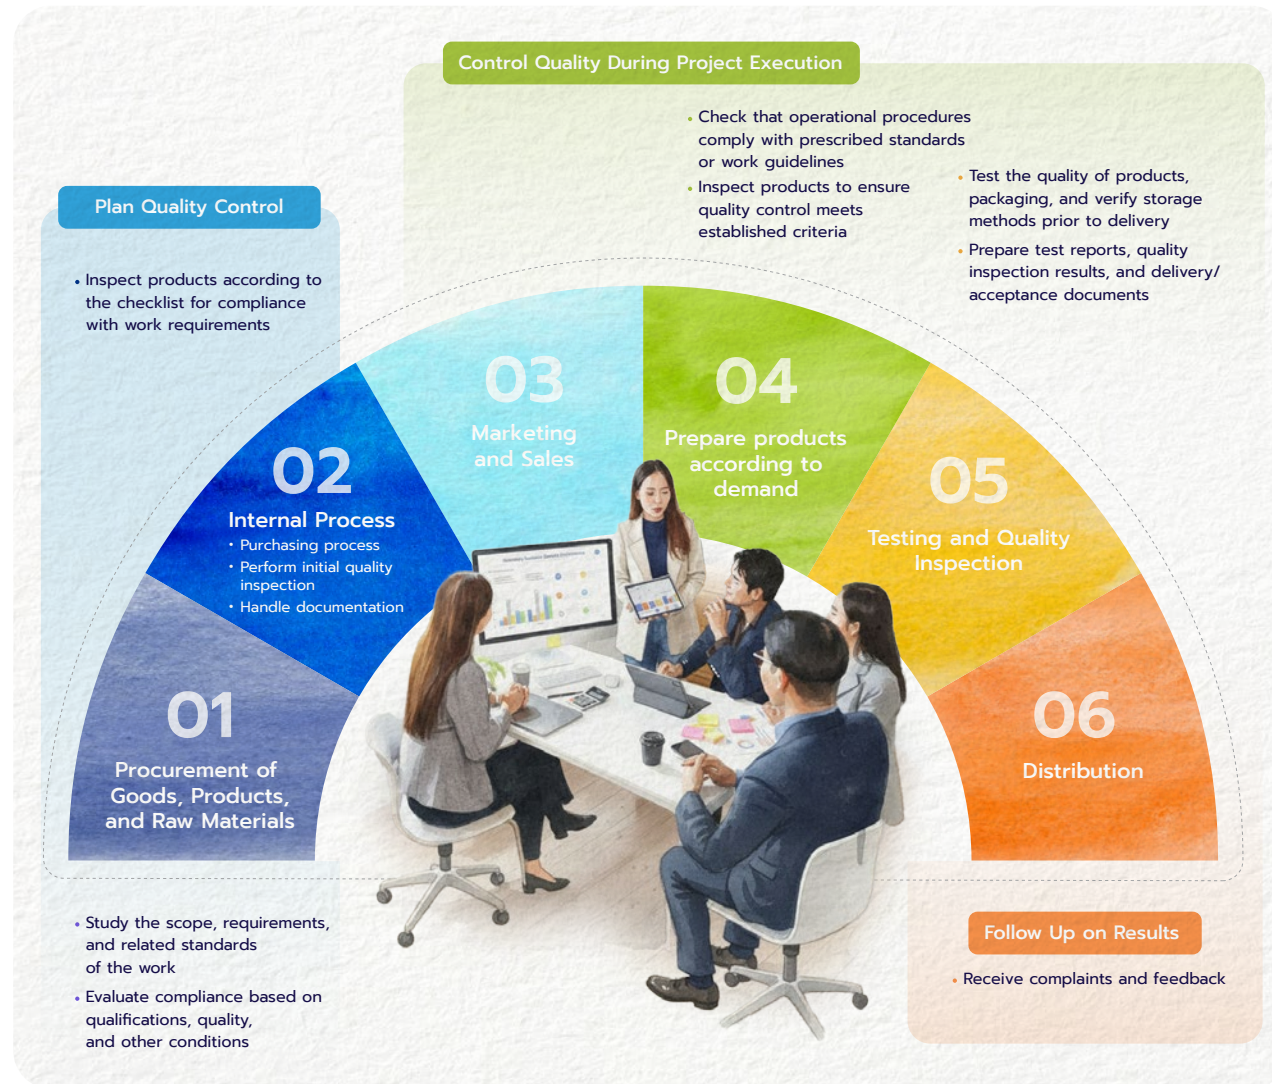 Control Quality During Project Execution
• Check that operational procedures
comply with prescribed standards
or work guidelines
• Inspect products to ensure
quality control meets
established criteria
• Test the quality of products,
packaging, and verify storage
methods prior to delivery
• Prepare test reports, quality
inspection results, and delivery/
acceptance documents
Plan Quality Control
• Inspect products according to
the checklist for compliance
with work requirements
01
Procurement of
Goods, Products,
and Raw Materials
02
Internal Process
• Purchasing process
• Perform initial quality
inspection
• Handle documentation
03
Marketing
and Sales
04
Prepare products
according to
demand
05
Testing and Quality
Inspection
06
Distribution
• Study the scope, requirements,
and related standards
of the work
• Evaluate compliance based on
qualifications, quality,
and other conditions
Follow Up on Results
• Receive complaints and feedback